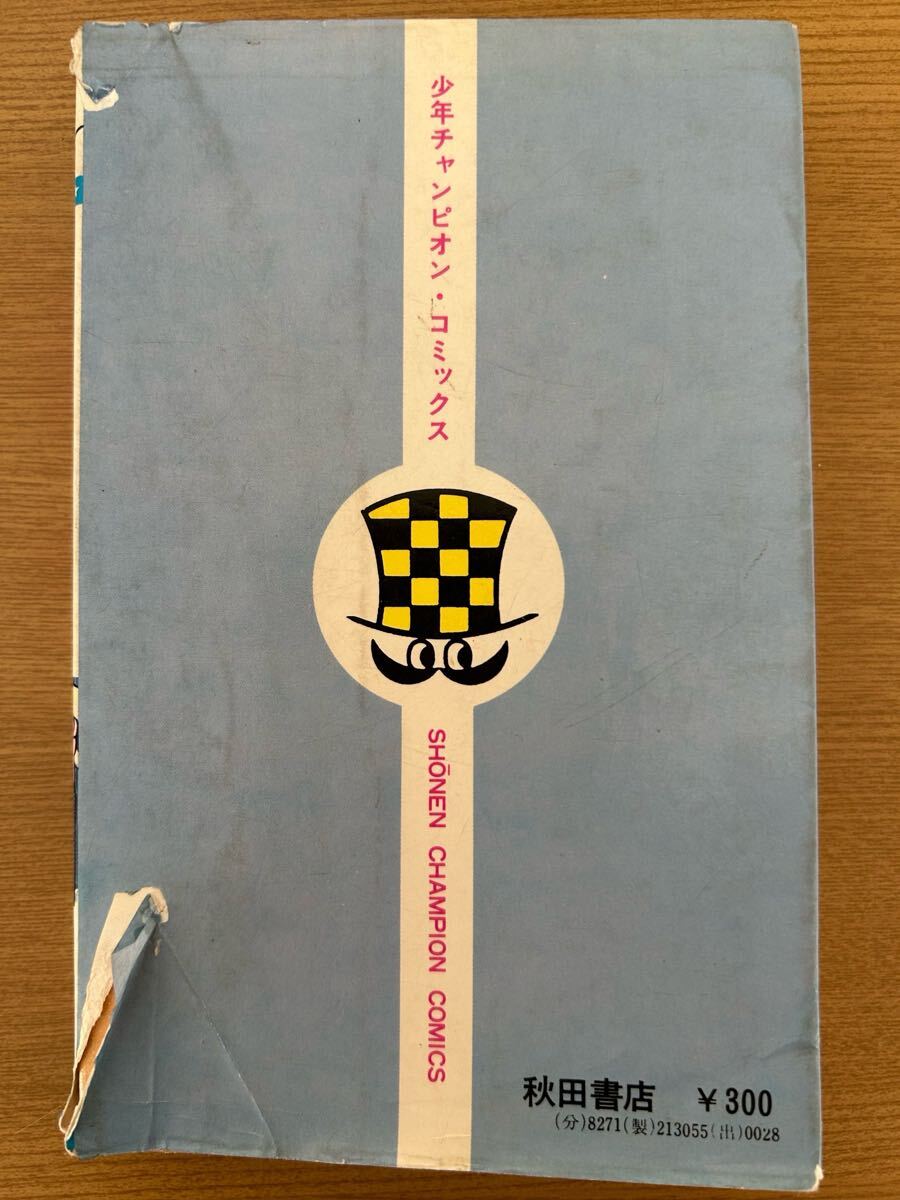 少年チャンピオン・コミックス
SHŌNEN CHAMPION COMICS
秋田書店 ¥300
(分)8271(製)213055(出)0028